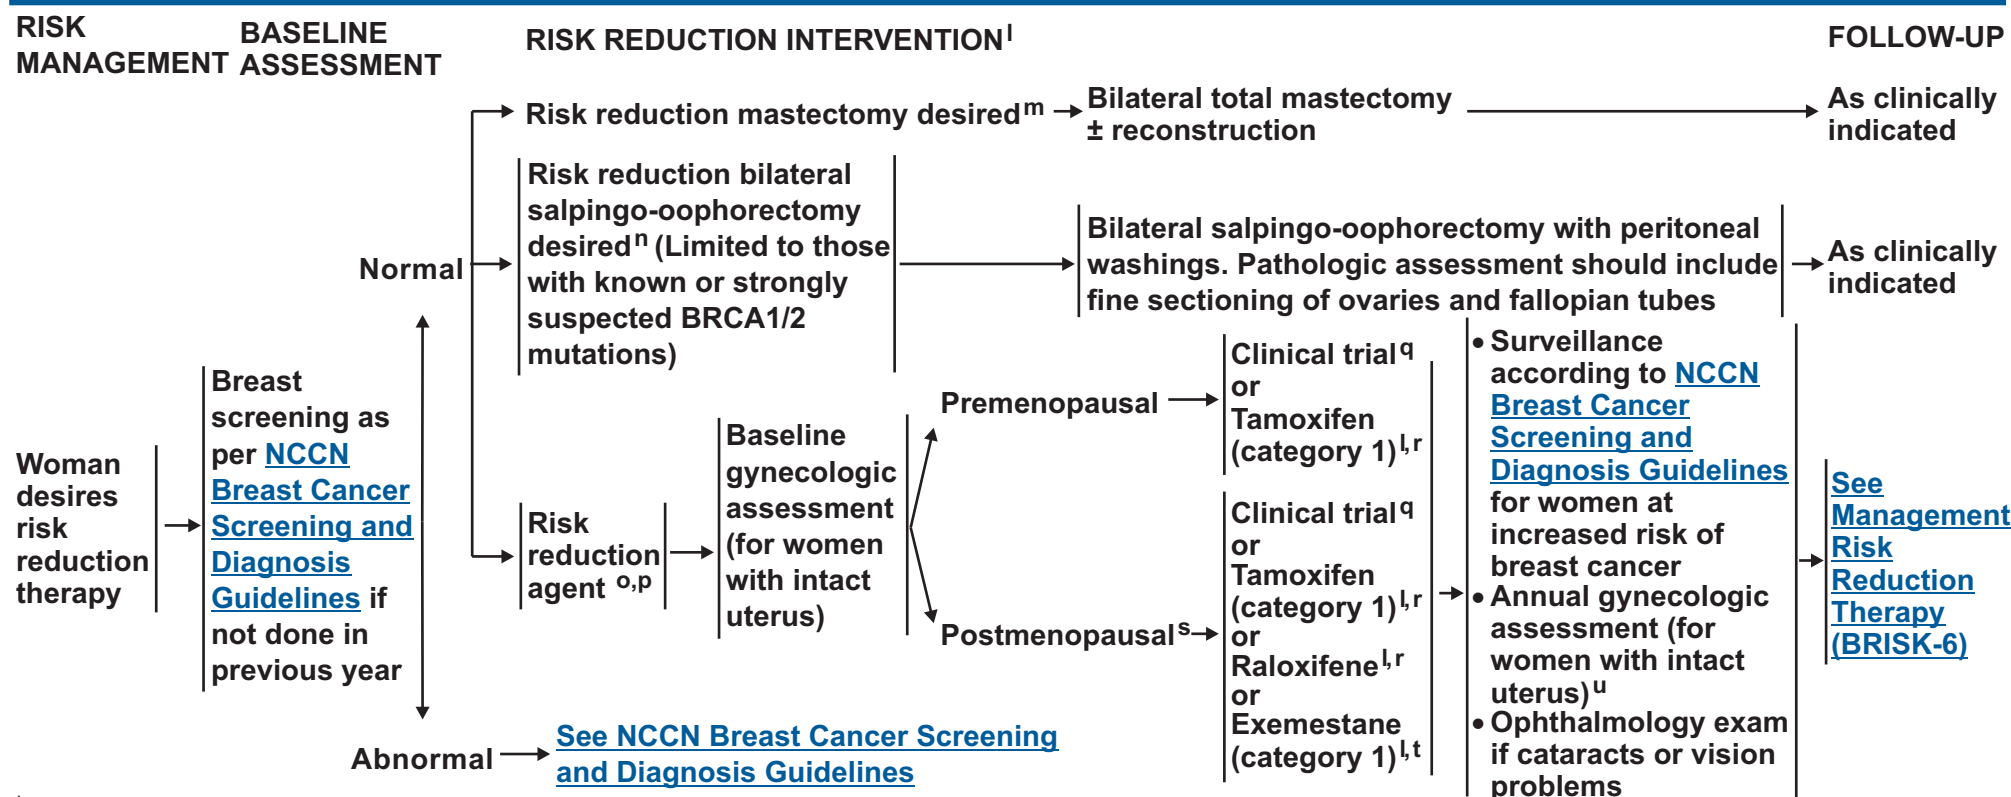 RISK
MANAGEMENT
BASELINE
ASSESSMENT
RISK REDUCTION INTERVENTION l
FOLLOW-UP
Risk reduction mastectomy desired m
Bilateral total mastectomy
± reconstruction
As clinically
indicated
Risk reduction bilateral
salpingo-oophorectomy
desired n (Limited to those
with known or strongly
suspected BRCA1/2
mutations)
Bilateral salpingo-oophorectomy with peritoneal
washings. Pathologic assessment should include
fine sectioning of ovaries and fallopian tubes
As clinically
indicated
Normal
Woman
desires
risk
reduction
therapy
Breast
screening as
per NCCN
Breast Cancer
Screening and
Diagnosis
Guidelines if
not done in
previous year
Risk
reduction
agent o,p
Baseline
gynecologic
assessment
(for women
with intact
uterus)
Premenopausal
Clinical trial q
or
Tamoxifen
(category 1) l,r
Postmenopausal s
Clinical trial q
or
Tamoxifen
(category 1) l,r
or
Raloxifene l,r
or
Exemestane
(category 1) l,t
• Surveillance
according to NCCN
Breast Cancer
Screening and
Diagnosis Guidelines
for women at
increased risk of
breast cancer
• Annual gynecologic
assessment (for
women with intact
uterus) u
• Ophthalmology exam
if cataracts or vision
problems
See
Management
Risk
Reduction
Therapy
(BRISK-6)
Abnormal
See NCCN Breast Cancer Screening
and Diagnosis Guidelines